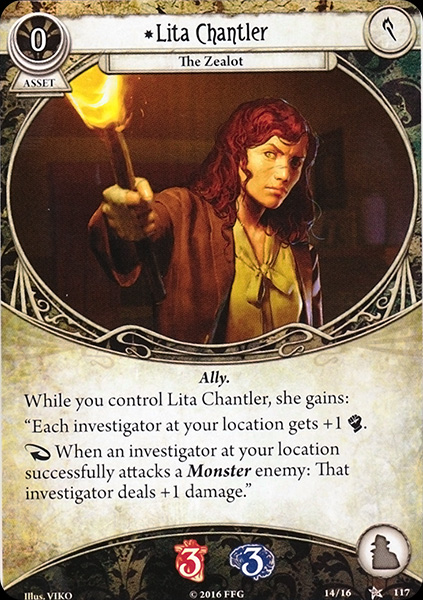 0
*Lita Chantler
ASSET
The Zealot
Ally.
While you control Lita Chantler, she gains:
“Each investigator at your location gets +1 .
When an investigator at your location
successfully attacks a Monster enemy: That
investigator deals +1 damage.”
3 3
Illus. VIKO © 2016 FFG 14/16 117